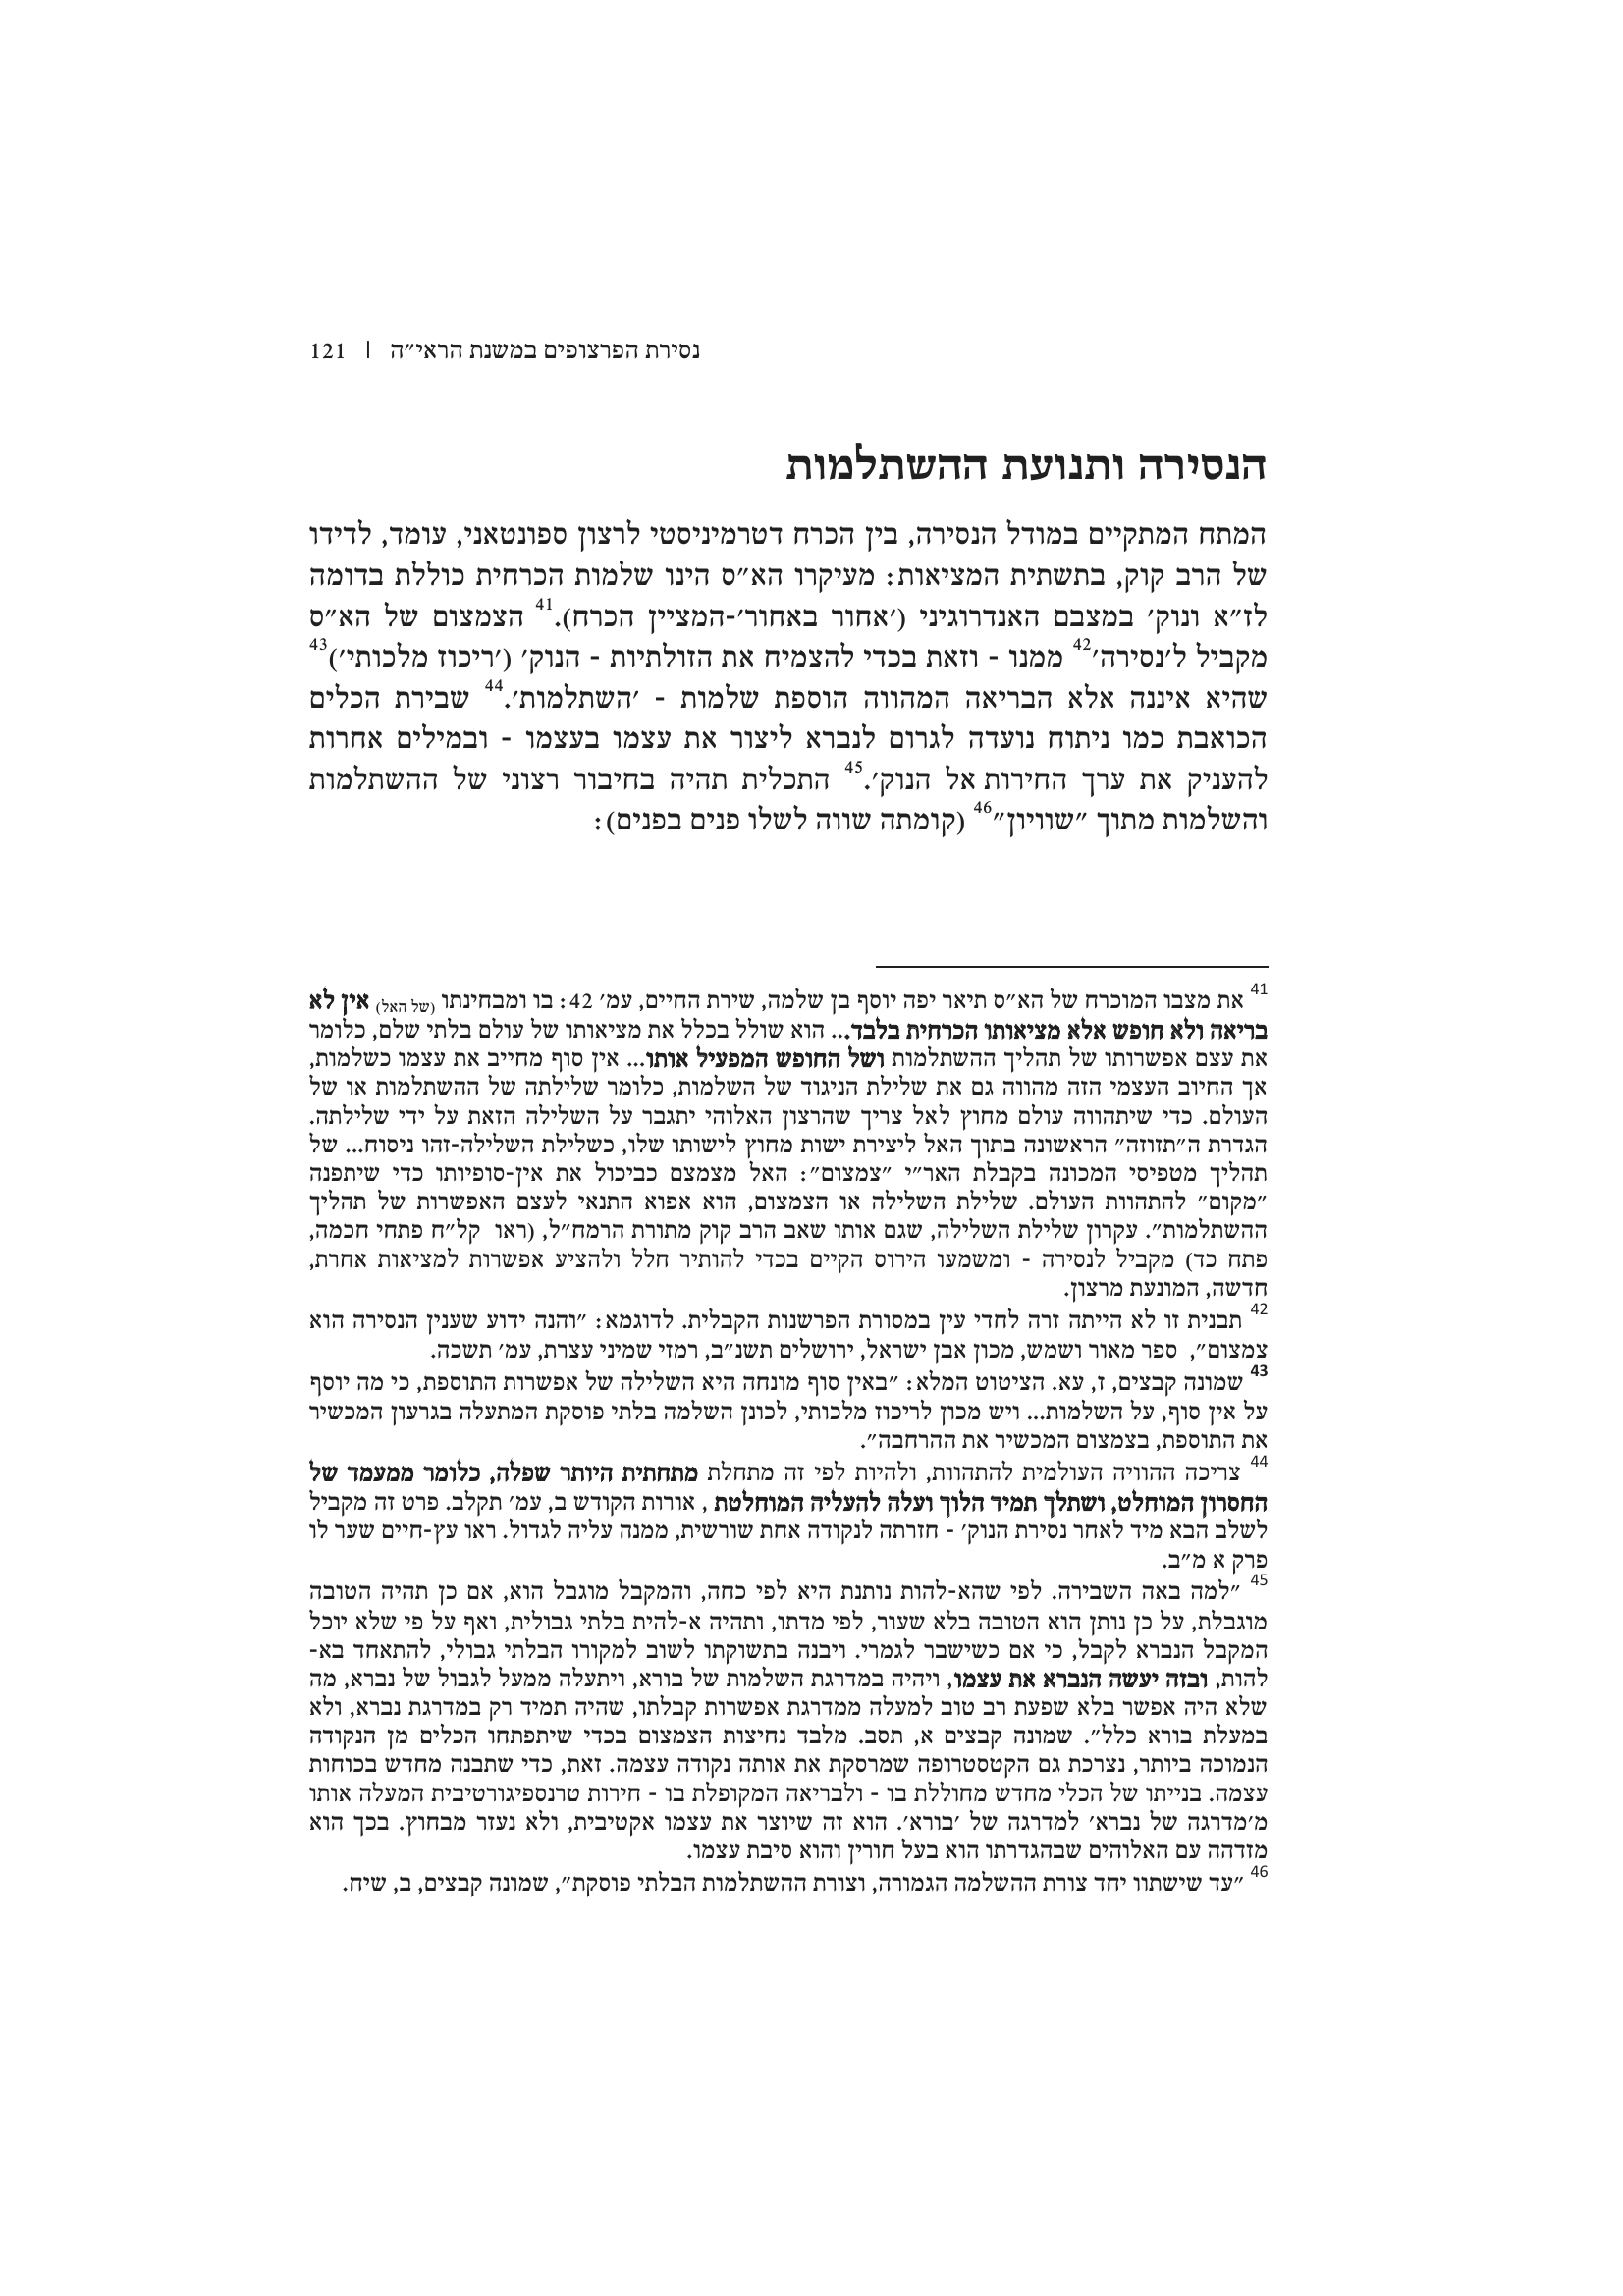 נסירת הפרצופים במשנת הראי״ה | 121
הנסירה ותנועת ההשתלמות
המתח המתקיים במודל הנסירה, בין הכרח דטרמיניסטי לרצון ספונטאני, עומד, לדידו
של הרב קוק, בתשתית המציאות: מעיקרו הא״ס הינו שלמות הכרחית כוללת בדומה
לז״א ונוק׳ במצבם האנדרוגיני (׳אחור באחור׳-המציין הכרח).41 הצמצום של הא״ס
מקביל ל׳נסירה׳42 ממנו - וזאת בכדי להצמיח את הזולתיות - הנוק׳ (׳ריכוז מלכותי׳)43
שהיא איננה אלא הבריאה המהווה הוספת שלמות - ׳השתלמות׳.44 שבירת הכלים
הכואבת כמו ניתוח נועדה לגרום לנברא ליצור את עצמו בעצמו - ובמילים אחרות
להעניק את ערך החירות אל הנוק׳.45 התכלית תהיה בחיבור רצוני של ההשתלמות
והשלמות מתוך ״שוויון״46 (קומתה שווה לשלו פנים בפנים):
41 את מצבו המוכרח של הא״ס תיאר יפה יוסף בן שלמה, שירת החיים, עמ׳ 42: בו ומבחינתו (של האל) אין לא
בריאה ולא חופש אלא מציאותו הכרחית בלבד... הוא שולל בכלל את מציאותו של עולם בלתי שלם, כלומר
את עצם אפשרותו של תהליך ההשתלמות ושל החופש המפעיל אותו... אין סוף מחייב את עצמו כשלמות,
אך החיוב העצמי הזה מהווה גם את שלילת הניגוד של השלמות, כלומר שלילתה של ההשתלמות או של
העולם. כדי שיתהווה עולם מחוץ לאל צריך שהרצון האלוהי יתגבר על השלילה הזאת על ידי שלילתה.
הגדרת ה״תזוזה״ הראשונה בתוך האל ליצירת ישות מחוץ לישותו שלו, כשלילת השלילה-זהו ניסוח... של
תהליך מטפיסי המכונה בקבלת האר״י ״צמצום״: האל מצמצם כביכול את אין-סופיותו כדי שיתפנה
״מקום״ להתהוות העולם. שלילת השלילה או הצמצום, הוא אפוא התנאי לעצם האפשרות של תהליך
ההשתלמות״. עקרון שלילת השלילה, שגם אותו שאב הרב קוק מתורת הרמח״ל, (ראו קל״ח פתחי חכמה,
פתח כד) מקביל לנסירה - ומשמעו הירוס הקיים בכדי להותיר חלל ולהציע אפשרות למציאות אחרת,
חדשה, המונעת מרצון.
42 תבנית זו לא הייתה זרה לחדי עין במסורת הפרשנות הקבלית. לדוגמא: ״והנה ידוע שענין הנסירה הוא
צמצום״, ספר מאור ושמש, מכון אבן ישראל, ירושלים תשנ״ב, רמזי שמיני עצרת, עמ׳ תשכה.
43 שמונה קבצים, ז, עא. הציטוט המלא: ״באין סוף מונחה היא השלילה של אפשרות התוספת, כי מה יוסף
על אין סוף, על השלמות... ויש מכון לריכוז מלכותי, לכונן השלמה בלתי פוסקת המתעלה בגרעון המכשיר
את התוספת, בצמצום המכשיר את ההרחבה״.
44 צריכה ההוויה העולמית להתהוות, ולהיות לפי זה מתחלת מתחתית היותר שפלה, כלומר ממעמד של
החסרון המוחלט, ושתלך תמיד הלוך ועלה להעליה המוחלטת , אורות הקודש ב, עמ׳ תקלב. פרט זה מקביל
לשלב הבא מיד לאחר נסירת הנוק׳ - חזרתה לנקודה אחת שורשית, ממנה עליה לגדול. ראו עץ-חיים שער לו
פרק א מ״ב.
45 ״למה באה השבירה. לפי שהא-להות נותנת היא לפי כחה, והמקבל מוגבל הוא, אם כן תהיה הטובה
מוגבלת, על כן נותן הוא הטובה בלא שעור, לפי מדתו, ותהיה א-להית בלתי גבולית, ואף על פי שלא יוכל
המקבל הנברא לקבל, כי אם כשישבר לגמרי. ויבנה בתשוקתו לשוב למקורו הבלתי גבולי, להתאחד בא-
להות, ובזה יעשה הנברא את עצמו, ויהיה במדרגת השלמות של בורא, ויתעלה ממעל לגבול של נברא, מה
שלא היה אפשר בלא שפעת רב טוב למעלה ממדרגת אפשרות קבלתו, שהיה תמיד רק במדרגת נברא, ולא
במעלת בורא כלל״. שמונה קבצים א, תסב. מלבד נחיצות הצמצום בכדי שיתפתחו הכלים מן הנקודה
הנמוכה ביותר, נצרכת גם הקטסטרופה שמרסקת את אותה נקודה עצמה. זאת, כדי שתבנה מחדש בכוחות
עצמה. בנייתו של הכלי מחדש מחוללת בו - ולבריאה המקופלת בו - חירות טרנספיגורטיבית המעלה אותו
מ׳מדרגה של נברא׳ למדרגה של ׳בורא׳. הוא זה שיוצר את עצמו אקטיבית, ולא נעזר מבחוץ. בכך הוא
מזדהה עם האלוהים שבהגדרתו הוא בעל חורין והוא סיבת עצמו.
46 ״עד שישתוו יחד צורת ההשלמה הגמורה, וצורת ההשתלמות הבלתי פוסקת״, שמונה קבצים, ב, שיח.